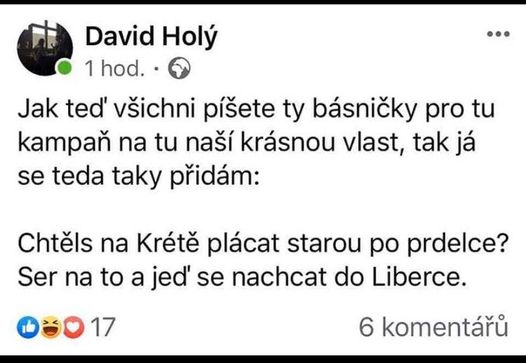 David Holý
1 hod.
Jak teď všichni píšete ty básničky pro tu
kampaň na tu naší krásnou vlast, tak já
se teda taky přidám:
Chtěls na Krétě plácat starou po prdelce?
Ser na to a jeď se nachcat do Liberce.
17
6 komentářů